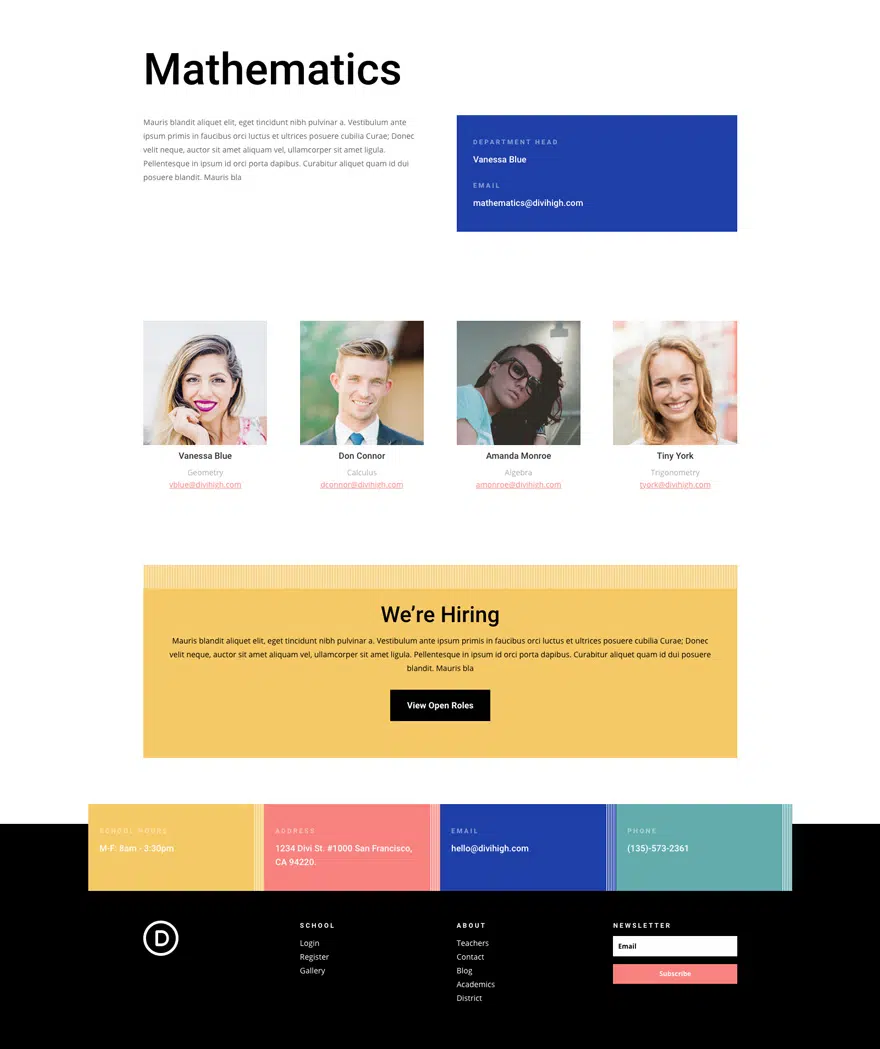 Mathematics
Mauris blandit aliquet elit, eget tincidunt nibh pulvinar a. Vestibulum ante
ipsum primis in faucibus orci luctus et ultrices posuere cubilia Curae; Donec
velit neque, auctor sit amet aliquam vel, ullamcorper sit amet ligula.
Pellentesque in ipsum id orci porta dapibus. Curabitur aliquet quam id dui
posuere blandit. Mauris bla
DEPARTMENT HEAD
Vanessa Blue
EMAIL
mathematics@divihigh.com
Vanessa Blue
Geometry
vblue@divihigh.com
Don Connor
Calculus
dconnor@divihigh.com
Amanda Monroe
Algebra
amonroe@divihigh.com
Tiny York
Trigonometry
tyork@divihigh.com
We’re Hiring
Mauris blandit aliquet elit, eget tincidunt nibh pulvinar a. Vestibulum ante ipsum primis in faucibus orci luctus et ultrices posuere cubilia Curae; Donec
velit neque, auctor sit amet aliquam vel, ullamcorper sit amet ligula. Pellentesque in ipsum id orci porta dapibus. Curabitur aliquet quam id dui posuere
blandit. Mauris bla
View Open Roles
SCHOOL HOURS
M-F: 8am - 3:30pm
ADDRESS
1234 Divi St. #1000 San Francisco,
CA 94220.
EMAIL
hello@divihigh.com
PHONE
(135)-573-2361
D
SCHOOL
Login
Register
Gallery
ABOUT
Teachers
Contact
Blog
Academics
District
NEWSLETTER
Email
Subscribe